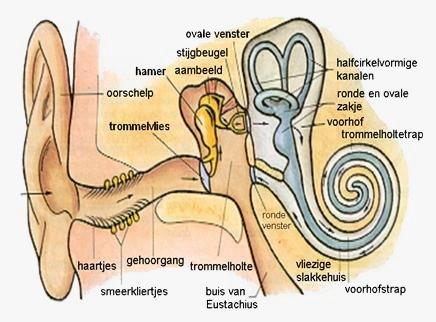 ovale venster
stijgbeugel
hamer
aambeeld
halfcirkelvormige
kanalen
oorschelp
ronde en ovale
zakje
trommelvlies
voorhof
trommelholtetrap
ronde
venster
haartjes
gehoorgang
trommelholte
vliezige
slakkehuis
smeerkliertjes
buis van
Eustachius
voorhofstrap